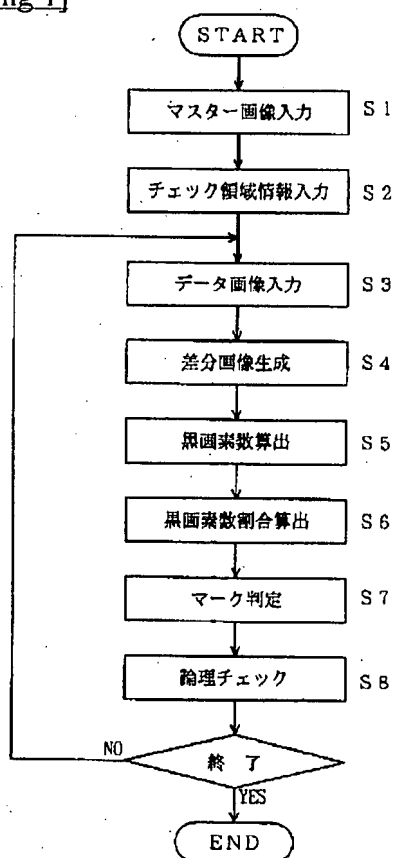 START
マスター画像入力 S1
チェック領域情報入力 S2
データ画像入力 S3
差分画像生成 S4
黒画素数算出 S5
黒画素数割合算出 S6
マーク判定 S7
論理チェック S8
NO 終了
YES
END